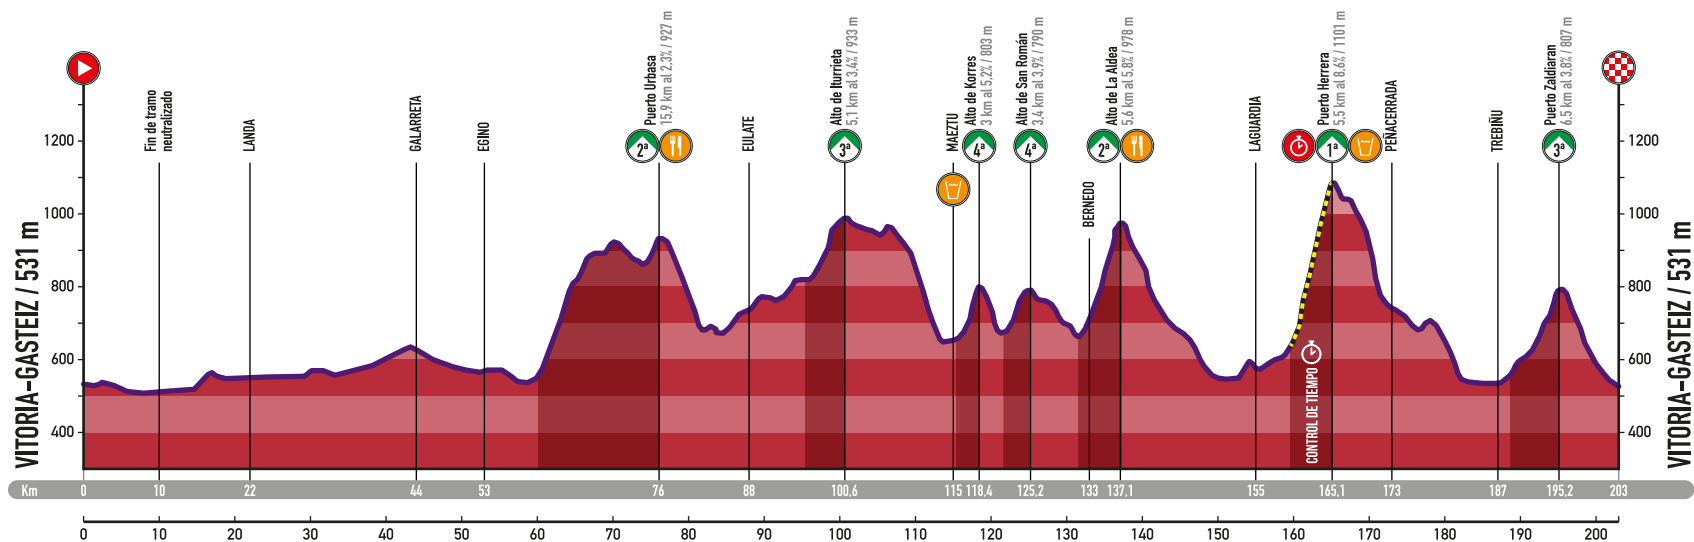 VITORIA-GASTEIZ / 531 m
1200
1000
800
600
400
Fin de tramo
neutralizado
LANDA
GALARRETA
EGINO
Puerto Urbasa
15,9 km al 2,3% / 927 m
2ª
EULATE
Alto de Iturrieta
5.1 km al 3.4% / 933 m
3ª
MAEZTU
Alto de Korres
3 km al 5,2% / 803 m
4ª
Alto de San Román
3,4 km al 3,9% / 790 m
4ª
BERNEDO
Alto de La Aldea
5.6 km al 5,8% / 978 m
2ª
LAGUARDIA
Puerto Herrera
5,5 km al 8,6% / 1101 m
1ª
CONTROL DE TIEMPO
PEÑACERRADA
TREBIÑU
Puerto Zaldiaran
6,5 km al 3,8% / 807 m
3ª
1200
1000
800
600
400
VITORIA-GASTEIZ / 531 m
Km 0 10 22 44 53 76 88 100,6 115 118,4 125,2 133 137,1 155 165,1 173 187 195,2 203
0 10 20 30 40 50 60 70 80 90 100 110 120 130 140 150 160 170 180 190 200